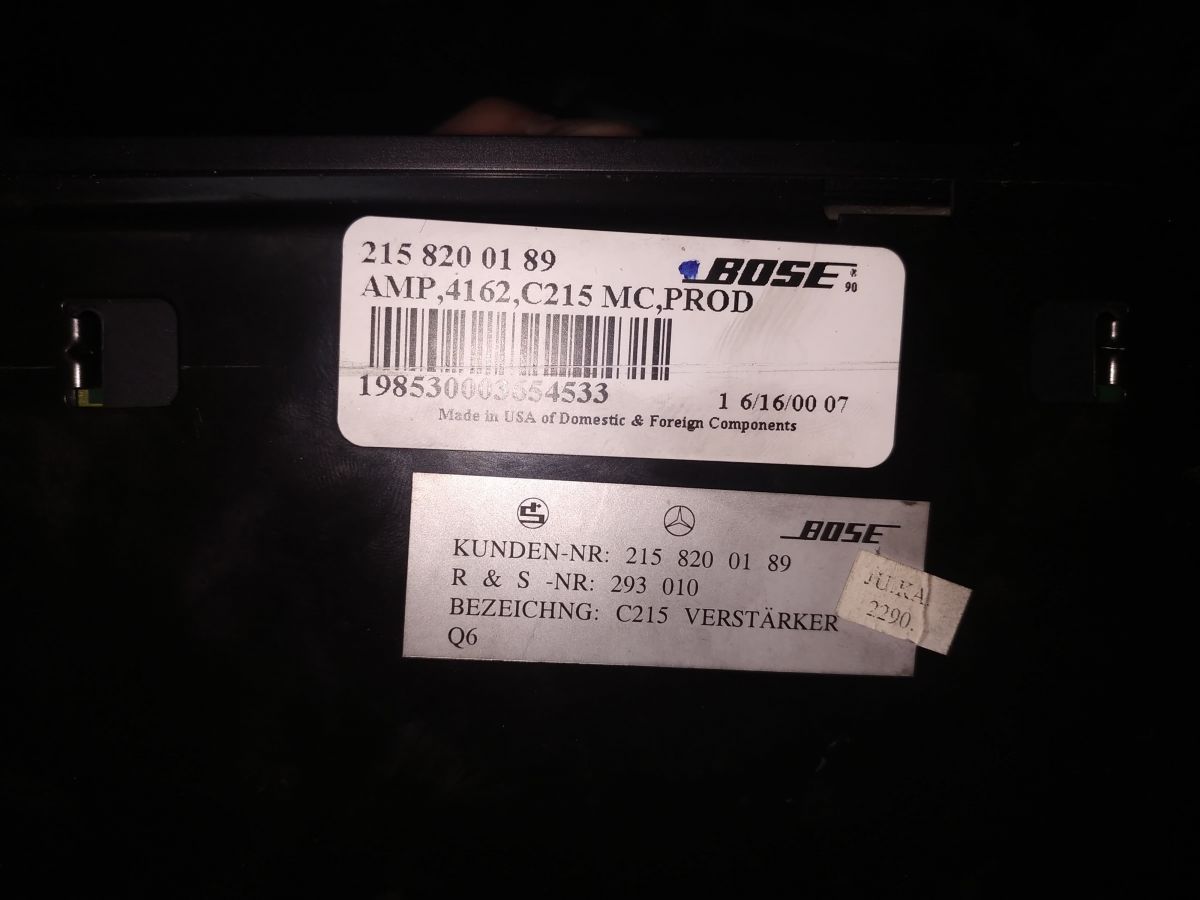 215 820 01 89
BOSE ®
90
AMP,4162,C215 MC,PROD
198530003654533
1 6/16/00 07
Made in USA of Domestic & Foreign Components
BOSE
KUNDEN-NR: 215 820 01 89
R & S -NR: 293 010
BEZEICHNG: C215 VERSTÄRKER
Q6
2290.